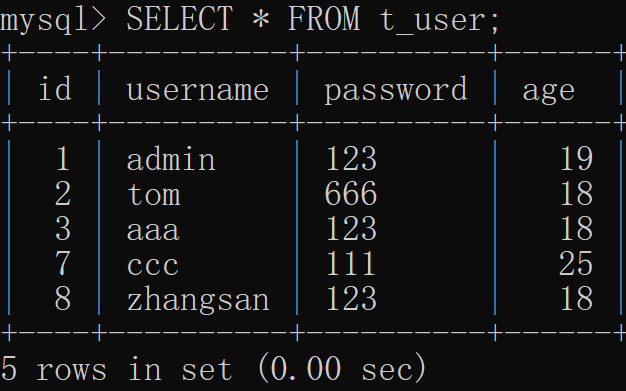 mysql> SELECT * FROM t_user;
+----+----------+----------+------+
| id | username | password | age  |
+----+----------+----------+------+
|  1 | admin    | 123      |   19 |
|  2 | tom      | 666      |   18 |
|  3 | aaa      | 123      |   18 |
|  7 | ccc      | 111      |   25 |
|  8 | zhangsan | 123      |   18 |
+----+----------+----------+------+
5 rows in set (0.00 sec)